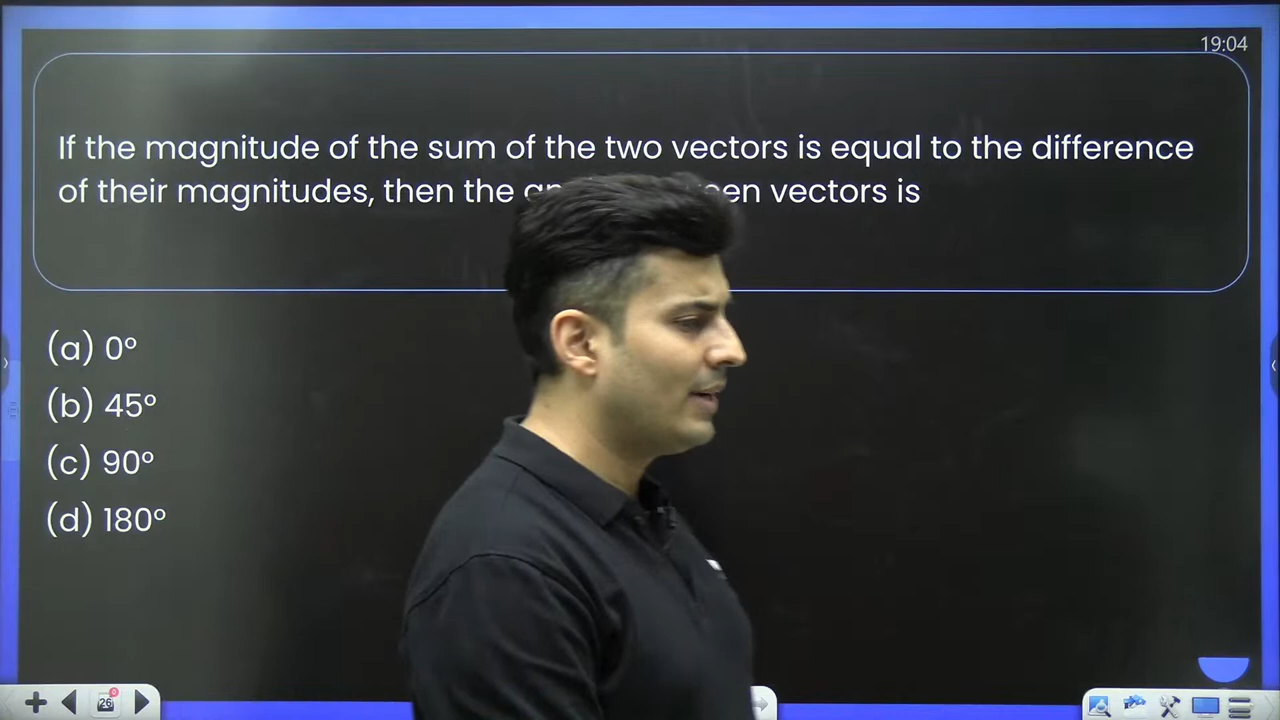 19:04
If the magnitude of the sum of the two vectors is equal to the difference
of their magnitudes, then the vectors is
(a) 0°
(b) 45°
(c) 90°
(d) 180°
26
0